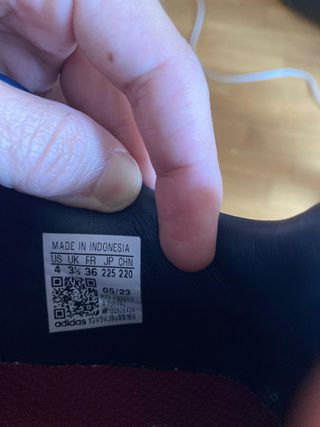 MADE IN INDONESIA
US UK FR JP CHN
4 3½ 36 225 220
05/23
adidas